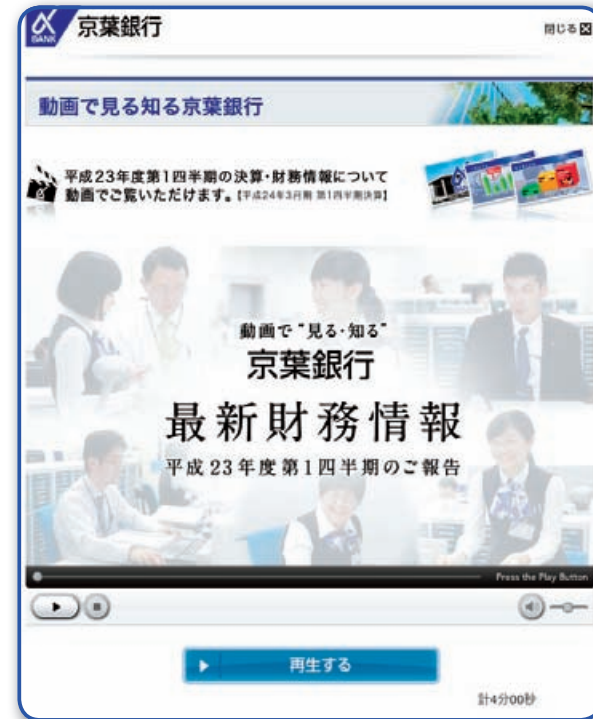 α
BANK
京葉銀行
閉じる
動画で見る知る京葉銀行
平成23年度第1四半期の決算・財務情報について
動画でご覧いただけます。【平成24年3月期 第1四半期決算】
動画で“見る・知る”
京葉銀行
最新財務情報
平成23年度第1四半期のご報告
Press the Play Button
再生する
計4分00秒